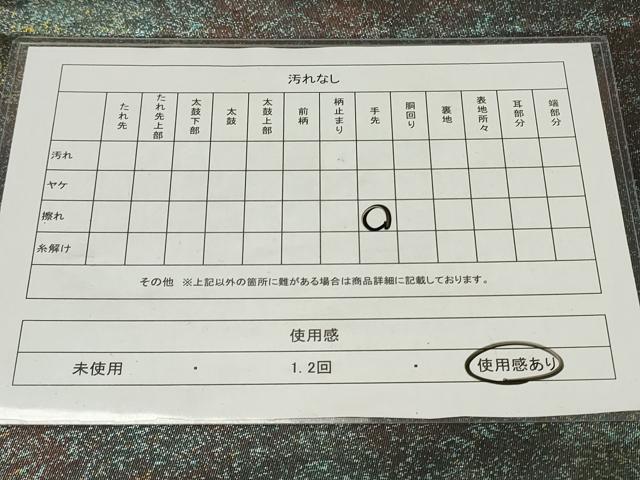 汚れなし
たれ先 たれ先上部 太鼓下部 太鼓 太鼓上部 前柄 柄止まり 手先 胴回り 裏地 表地所々 耳部分 端部分
汚れ
ヤケ
擦れ
糸解け
その他 ※上記以外の箇所に難がある場合は商品詳細に記載しております。
使用感
未使用 ・ 1.2回 ・ 使用感あり